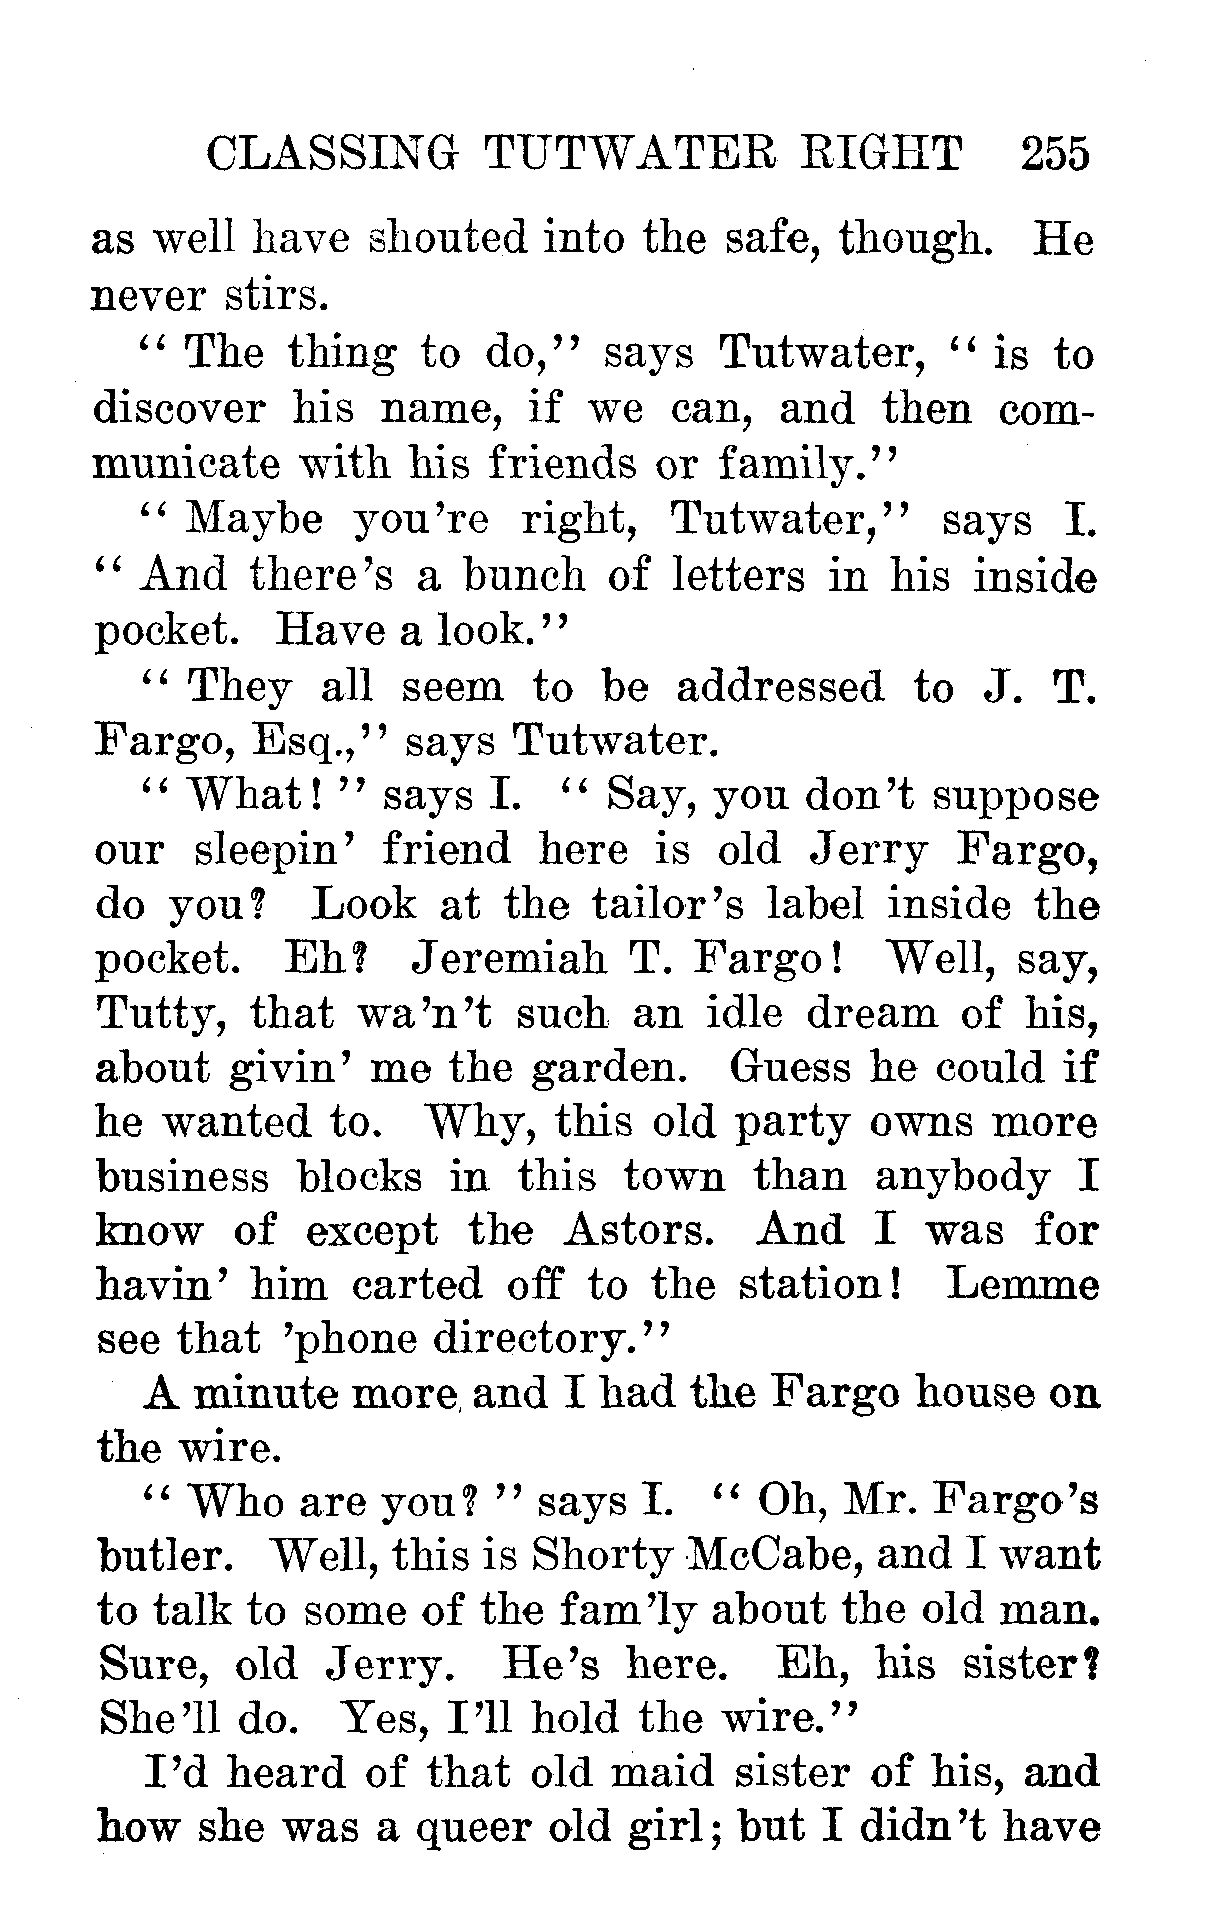 CLASSING TUTWATER RIGHT 255
as well have shouted into the safe, though. He
never stirs.
“ The thing to do,” says Tutwater, “ is to
discover his name, if we can, and then com-
municate with his friends or family.”
“ Maybe you’re right, Tutwater,” says I.
“ And there’s a bunch of letters in his inside
pocket. Have a look.”
“ They all seem to be addressed to J. T.
Fargo, Esq.,” says Tutwater.
“ What! ” says I. “ Say, you don’t suppose
our sleepin’ friend here is old Jerry Fargo,
do you? Look at the tailor’s label inside the
pocket. Eh? Jeremiah T. Fargo! Well, say,
Tutty, that wa’n’t such an idle dream of his,
about givin’ me the garden. Guess he could if
he wanted to. Why, this old party owns more
business blocks in this town than anybody I
know of except the Astors. And I was for
havin’ him carted off to the station! Lemme
see that ’phone directory.”
A minute more, and I had the Fargo house on
the wire.
“ Who are you? ” says I. “ Oh, Mr. Fargo’s
butler. Well, this is Shorty McCabe, and I want
to talk to some of the fam’ly about the old man.
Sure, old Jerry. He’s here. Eh, his sister?
She’ll do. Yes, I’ll hold the wire.”
I’d heard of that old maid sister of his, and
how she was a queer old girl; but I didn’t have